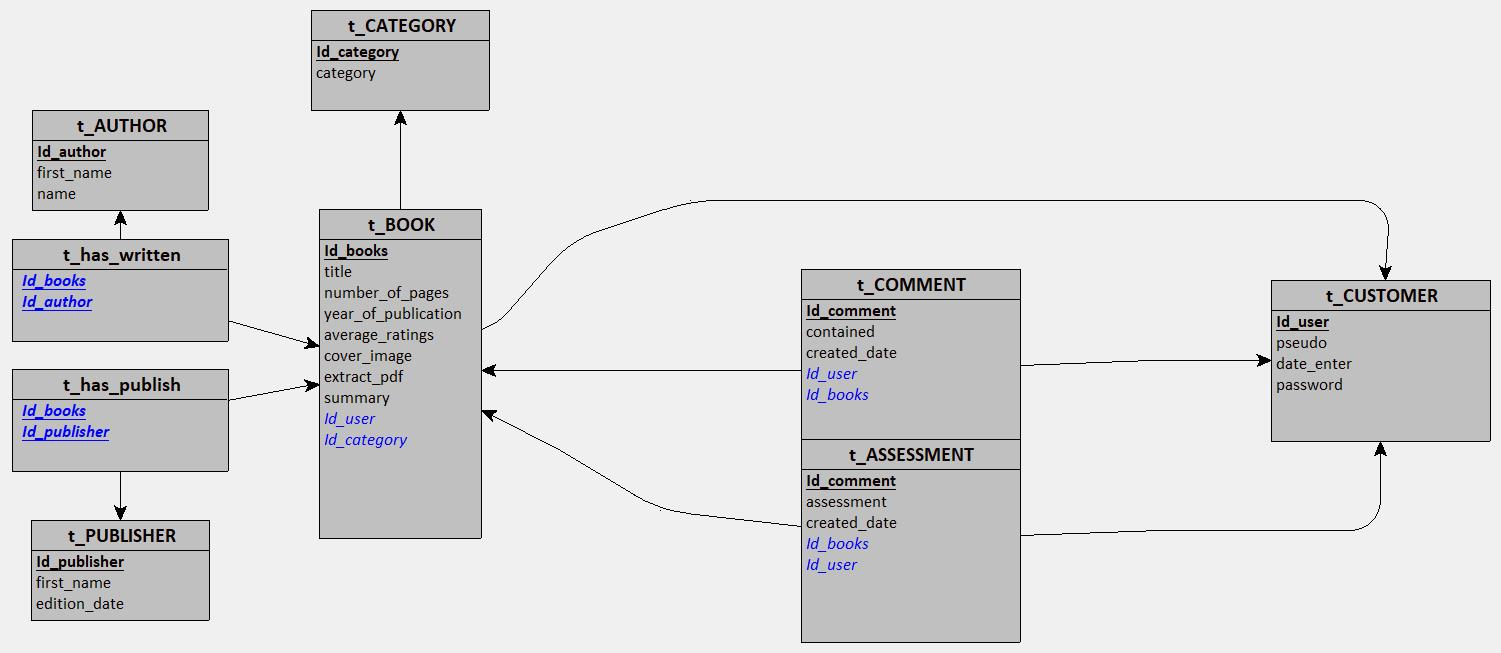 t_CATEGORY
Id_category
category
t_AUTHOR
Id_author
first_name
name
t_has_written
Id_books
Id_author
t_has_publish
Id_books
Id_publisher
t_PUBLISHER
Id_publisher
first_name
edition_date
t_BOOK
Id_books
title
number_of_pages
year_of_publication
average_ratings
cover_image
extract_pdf
summary
Id_user
Id_category
t_COMMENT
Id_comment
contained
created_date
Id_user
Id_books
t_ASSESSMENT
Id_comment
assessment
created_date
Id_books
Id_user
t_CUSTOMER
Id_user
pseudo
date_enter
password